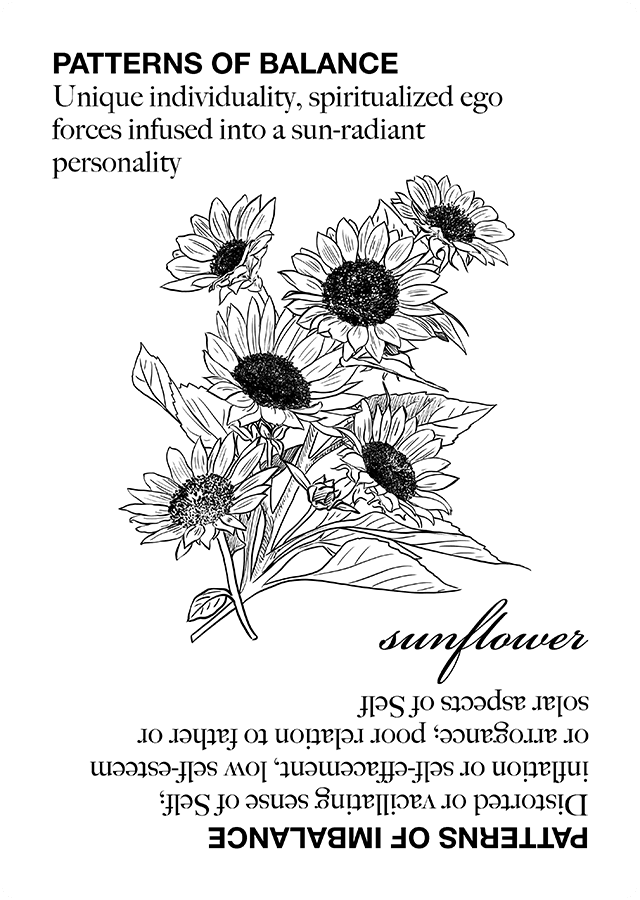 PATTERNS OF BALANCE
Unique individuality, spiritualized ego
forces infused into a sun-radiant
personality
sunflower
PATTERNS OF IMBALANCE
Distorted or vacillating sense of Self;
inflation or self-effacement, low self-esteem
or arrogance; poor relation to father or
solar aspects of Self